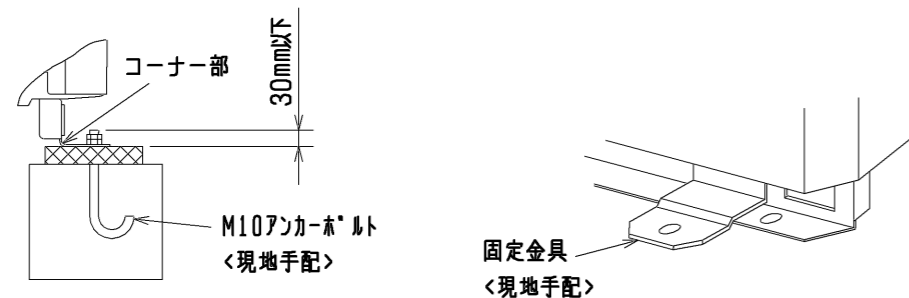 コーナー部
30mm以下
M10アンカーボルト
<現地手配>
固定金具
<現地手配>